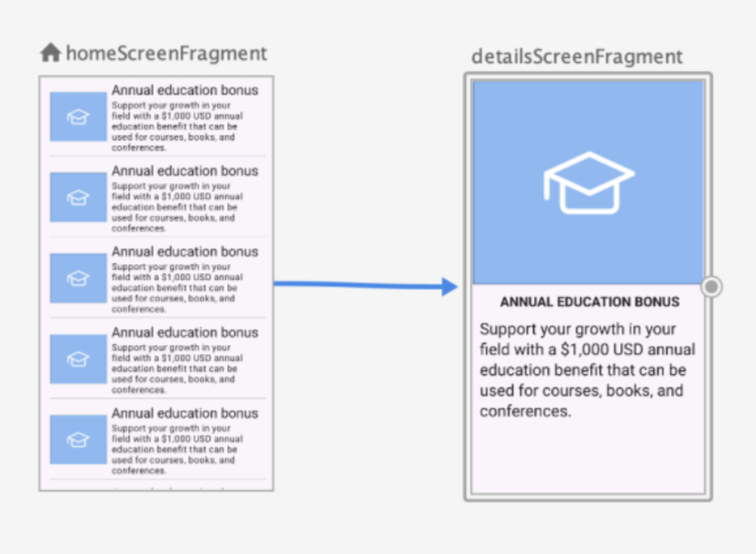 homeScreenFragment
Annual education bonus
Support your growth in your
field with a $1,000 USD annual
education benefit that can be
used for courses, books, and
conferences.
Annual education bonus
Support your growth in your
field with a $1,000 USD annual
education benefit that can be
used for courses, books, and
conferences.
Annual education bonus
Support your growth in your
field with a $1,000 USD annual
education benefit that can be
used for courses, books, and
conferences.
Annual education bonus
Support your growth in your
field with a $1,000 USD annual
education benefit that can be
used for courses, books, and
conferences.
Annual education bonus
Support your growth in your
field with a $1,000 USD annual
education benefit that can be
used for courses, books, and
conferences.
detailsScreenFragment
ANNUAL EDUCATION BONUS
Support your growth in your
field with a $1,000 USD annual
education benefit that can be
used for courses, books, and
conferences.